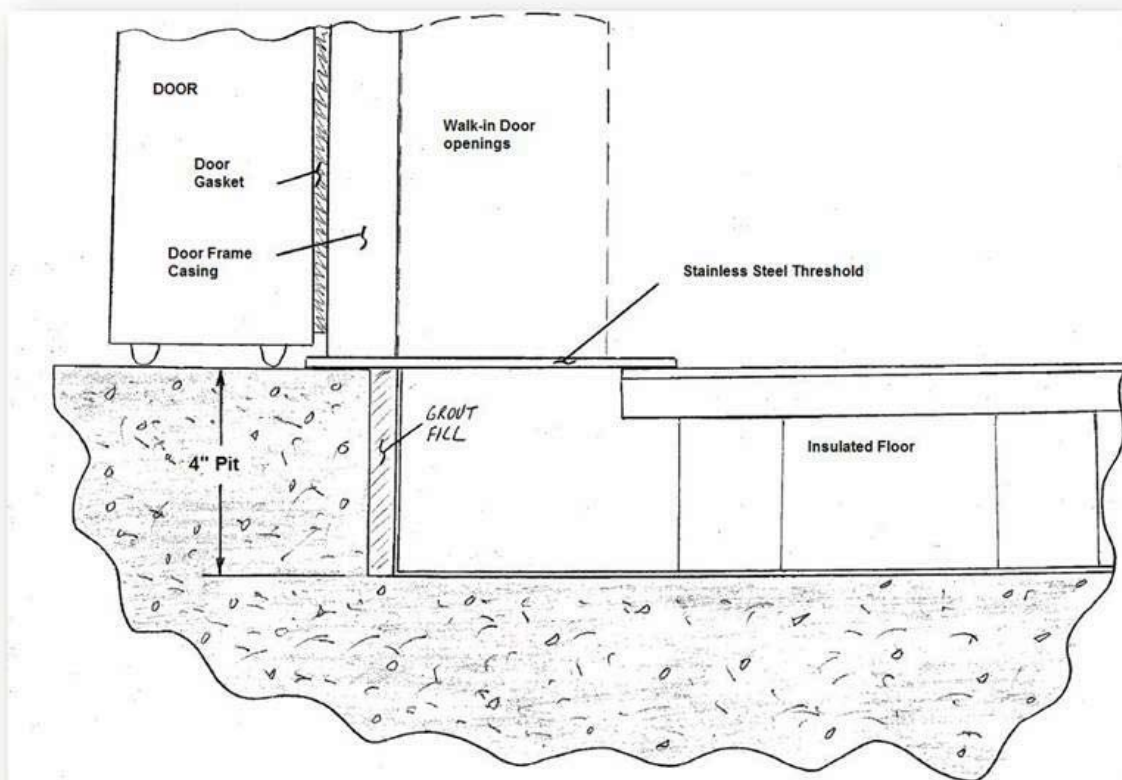 DOOR
Door
Gasket
Door Frame
Casing
Walk-in Door
openings
Stainless Steel Threshold
GROUT
FILL
4" Pit
Insulated Floor